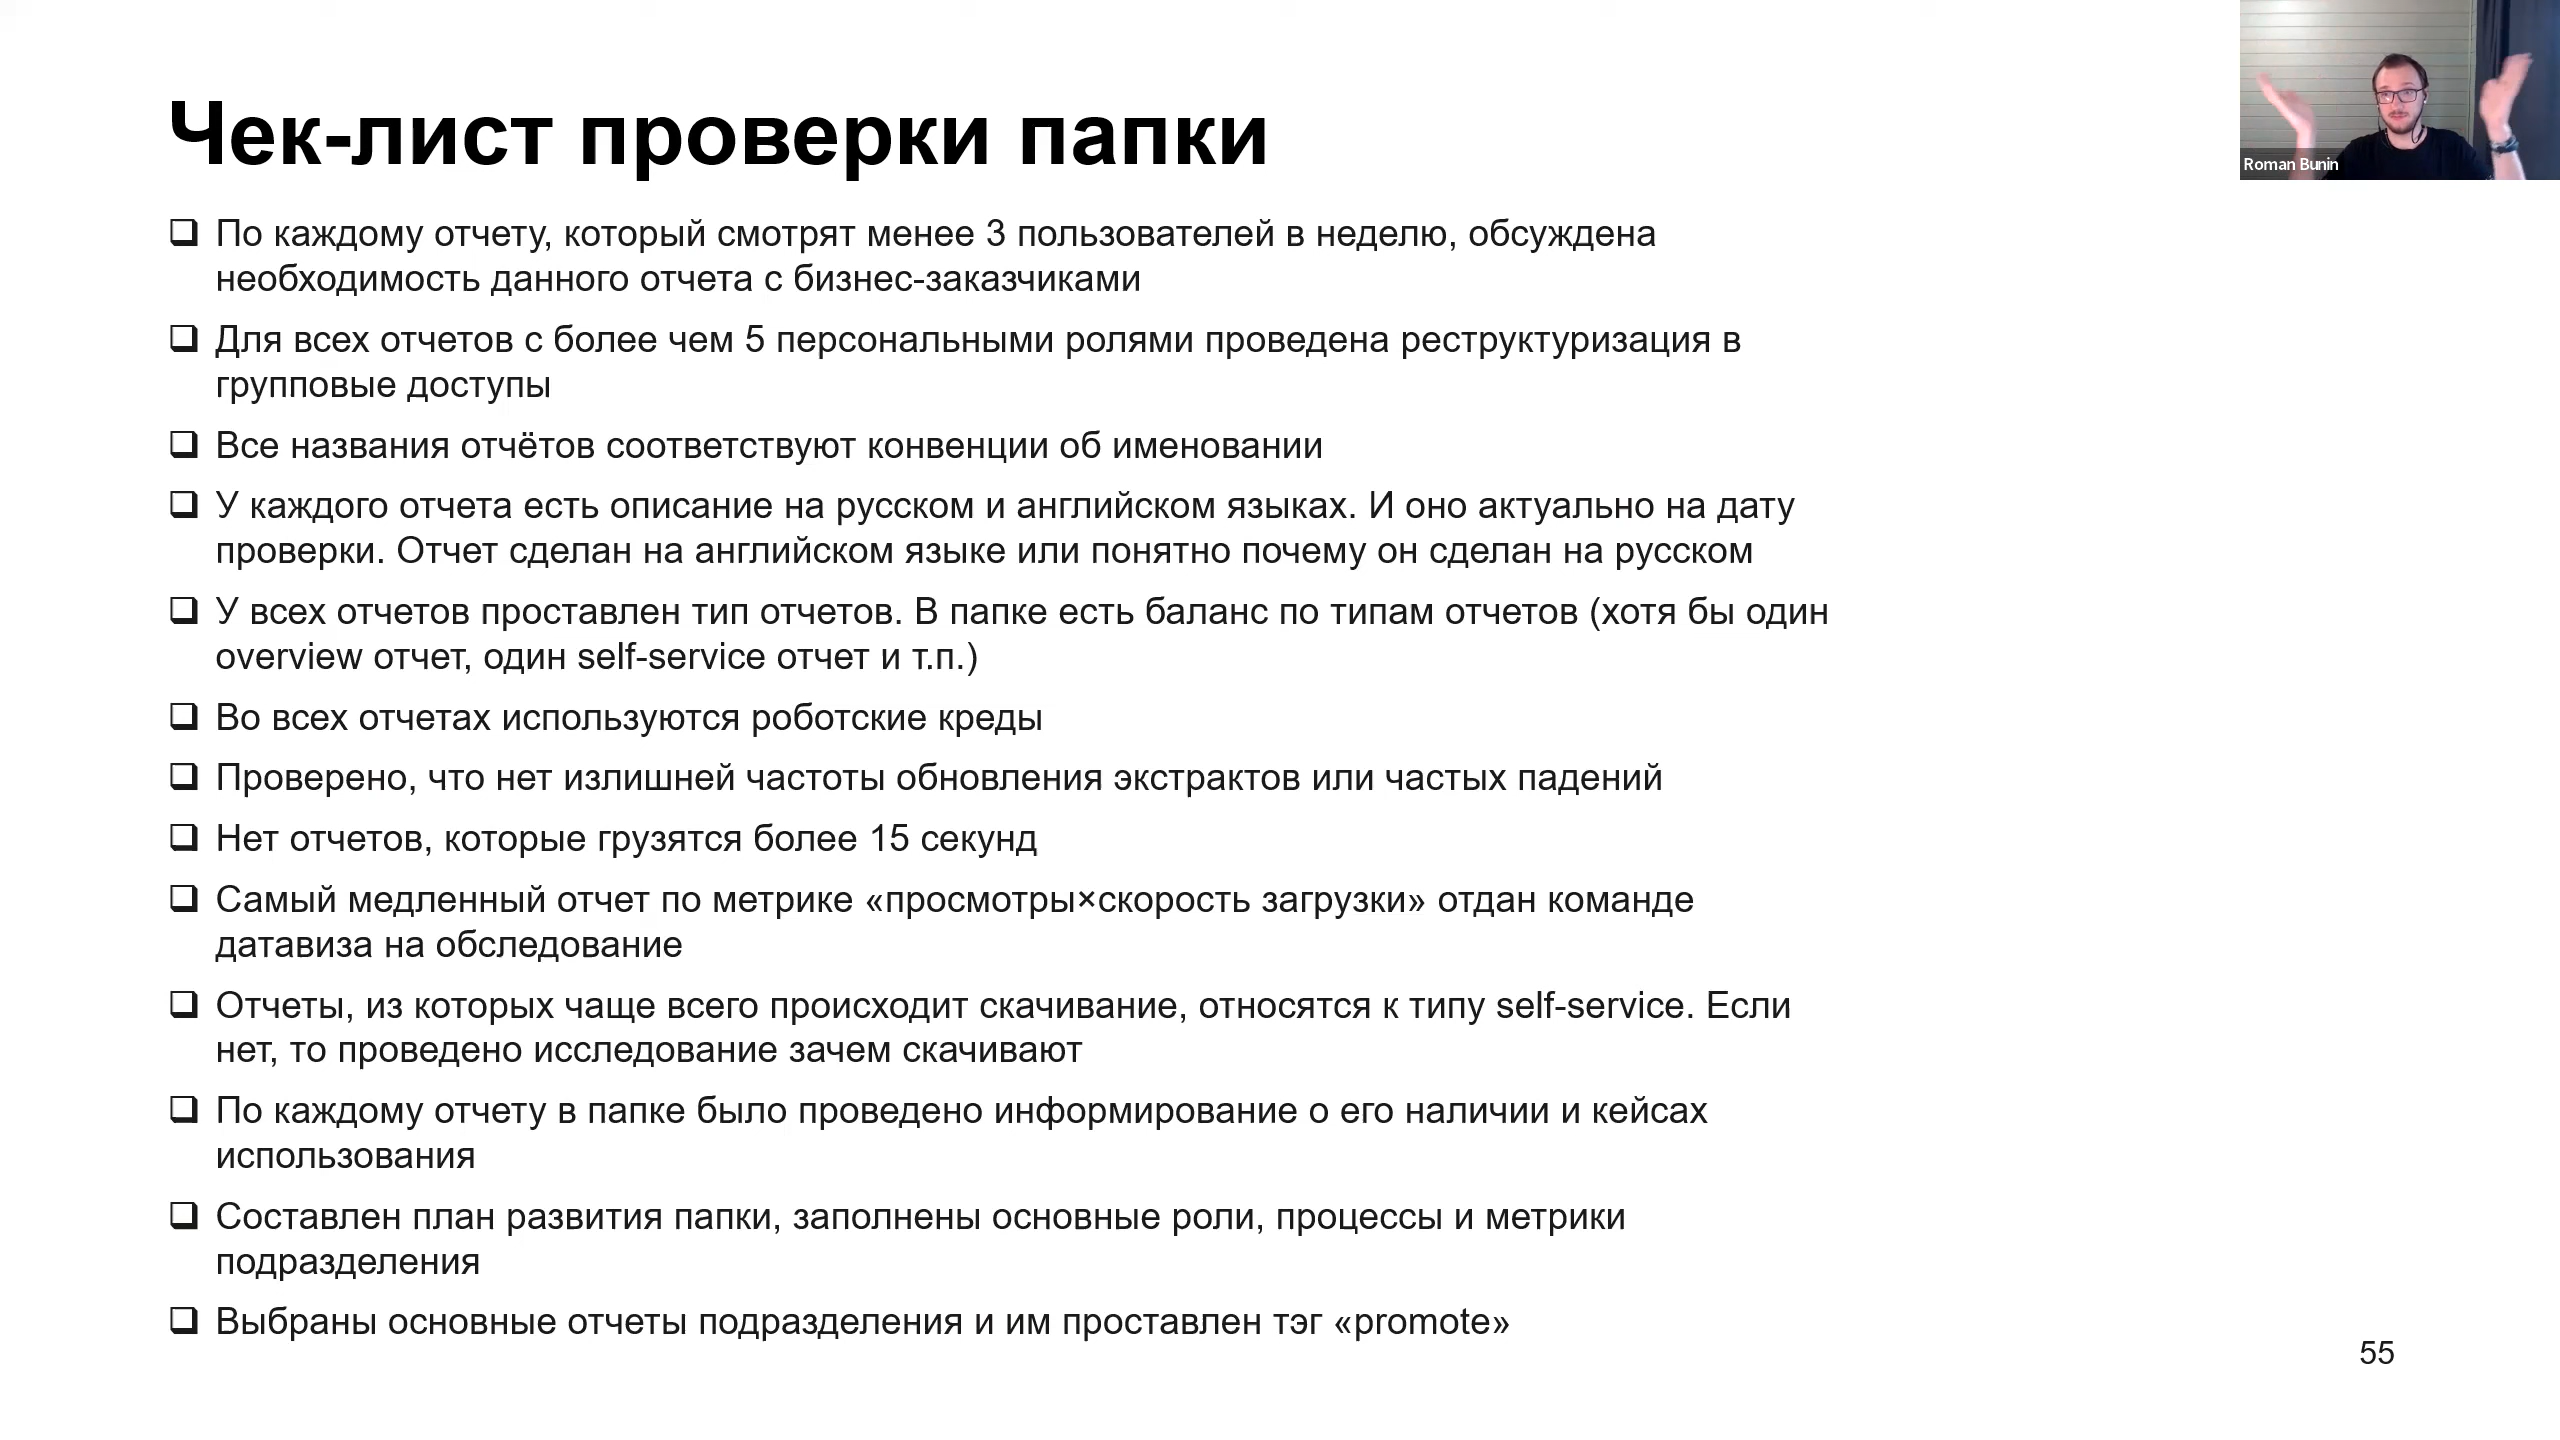 Чек-лист проверки папки
Roman Bunin
❑ По каждому отчету, который смотрят менее 3 пользователей в неделю, обсуждена
необходимость данного отчета с бизнес-заказчиками
❑ Для всех отчетов с более чем 5 персональными ролями проведена реструктуризация в
групповые доступы
❑ Все названия отчётов соответствуют конвенции об именовании
❑ У каждого отчета есть описание на русском и английском языках. И оно актуально на дату
проверки. Отчет сделан на английском языке или понятно почему он сделан на русском
❑ У всех отчетов проставлен тип отчетов. В папке есть баланс по типам отчетов (хотя бы один
overview отчет, один self-service отчет и т.п.)
❑ Во всех отчетах используются роботские креды
❑ Проверено, что нет излишней частоты обновления экстрактов или частых падений
❑ Нет отчетов, которые грузятся более 15 секунд
❑ Самый медленный отчет по метрике «просмотры×скорость загрузки» отдан команде
датавиза на обследование
❑ Отчеты, из которых чаще всего происходит скачивание, относятся к типу self-service. Если
нет, то проведено исследование зачем скачивают
❑ По каждому отчету в папке было проведено информирование о его наличии и кейсах
использования
❑ Составлен план развития папки, заполнены основные роли, процессы и метрики
подразделения
❑ Выбраны основные отчеты подразделения и им проставлен тэг «promote»
55